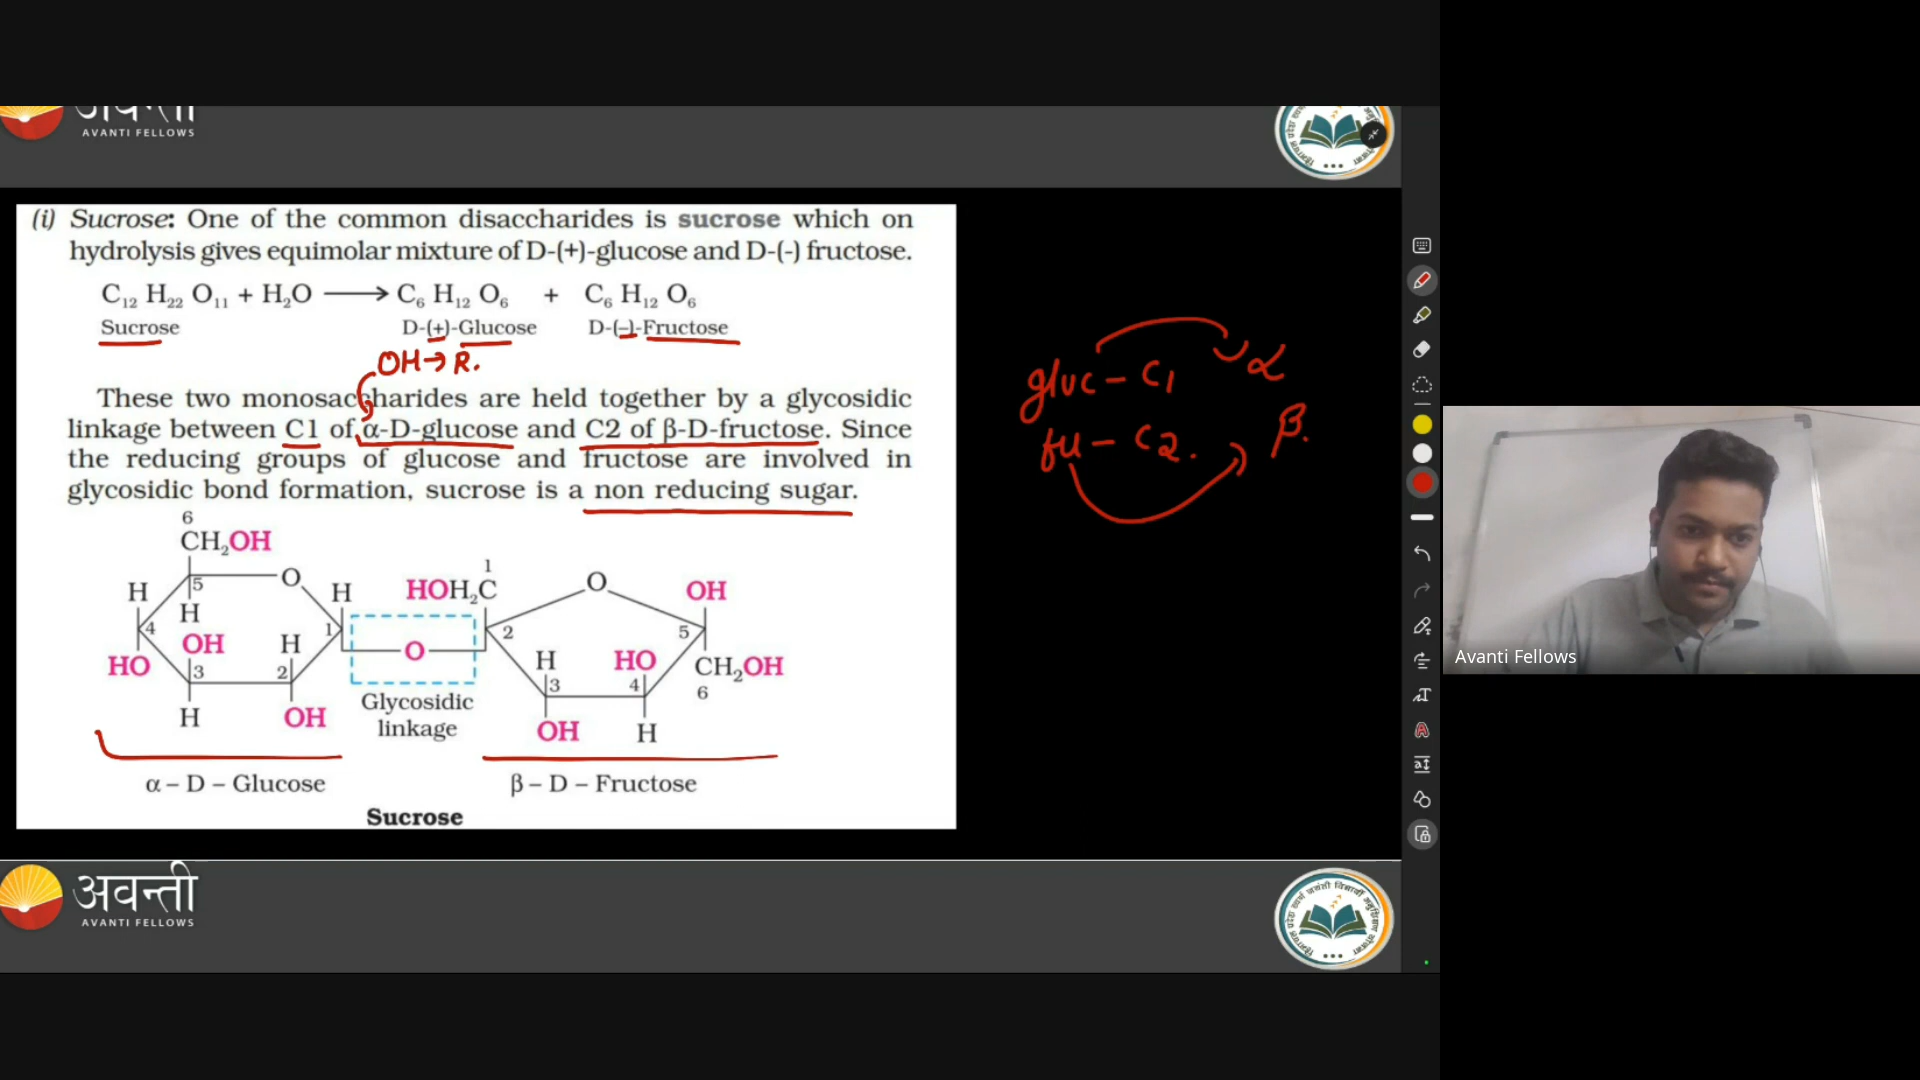 अवन्ती
AVANTI FELLOWS
(i) Sucrose: One of the common disaccharides is sucrose which on
hydrolysis gives equimolar mixture of D-(+)-glucose and D-(-) fructose.
C12 H22 O11 + H2O ⟶ C6 H12 O6 + C6 H12 O6
Sucrose D-(+)-Glucose D-(–)-Fructose
OH→R.
These two monosaccharides are held together by a glycosidic
linkage between C1 of α-D-glucose and C2 of β-D-fructose. Since
the reducing groups of glucose and fructose are involved in
glycosidic bond formation, sucrose is a non reducing sugar.
6
CH2OH
1
H 5 O H HOH2C O OH
H
4 1 2 5
OH H O H HO
HO 3 2 3 4 CH2OH
6
H OH Glycosidic OH H
linkage
α – D – Glucose β – D – Fructose
Sucrose
gluc – C1 α
fu – C2. β.
Avanti Fellows
अवन्ती
AVANTI FELLOWS